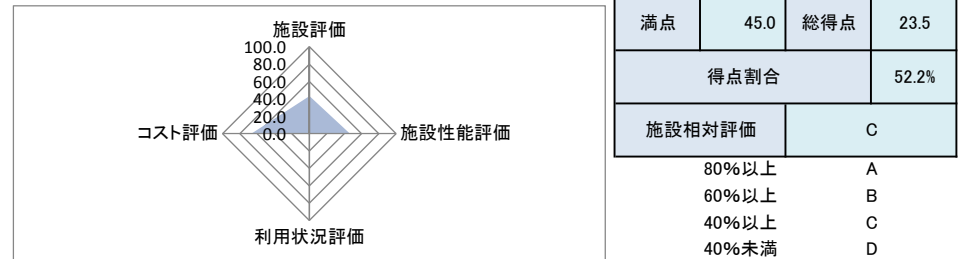 施設評価
100.0
80.0
60.0
40.0
20.0
0.0
コスト評価
施設性能評価
利用状況評価
満点 45.0 総得点 23.5
得点割合 52.2%
施設相対評価 C
80%以上 A
60%以上 B
40%以上 C
40%未満 D